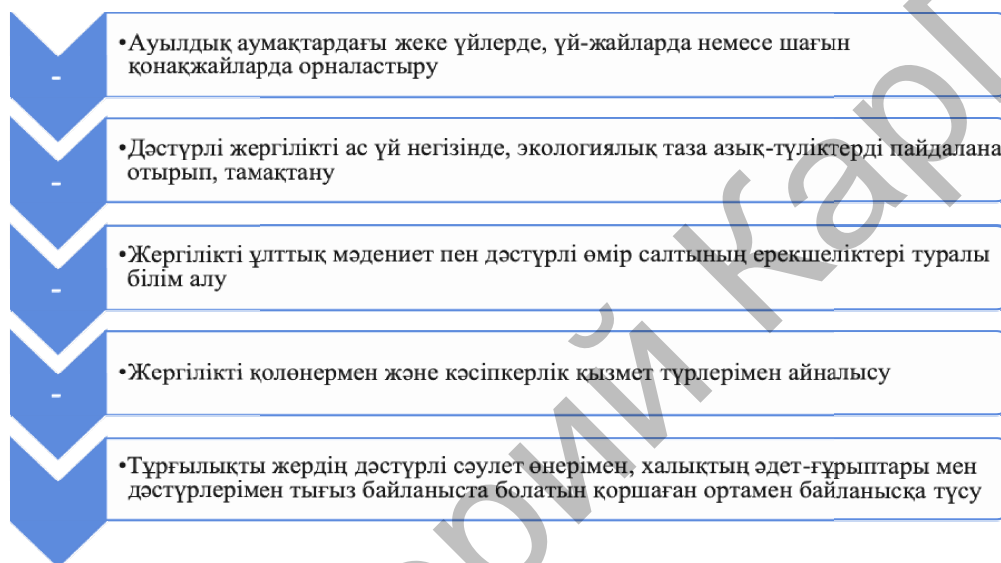 -
•Ауылдық аумақтардағы жеке үйлерде, үй-жайларда немесе шағын
қонақжайларда орналастыру
-
•Дәстүрлі жергілікті ас үй негізінде, экологиялық таза азық-түліктерді пайдалана
отырып, тамақтану
-
•Жергілікті ұлттық мәдениет пен дәстүрлі өмір салтының ерекшеліктері туралы
білім алу
-
•Жергілікті қолөнермен және кәсіпкерлік қызмет түрлерімен айналысу
-
•Тұрғылықты жердің дәстүрлі сәулет өнерімен, халықтың әдет-ғұрыптары мен
дәстүрлерімен тығыз байланыста болатын қоршаған ортамен байланысқа түсу
рий Кар